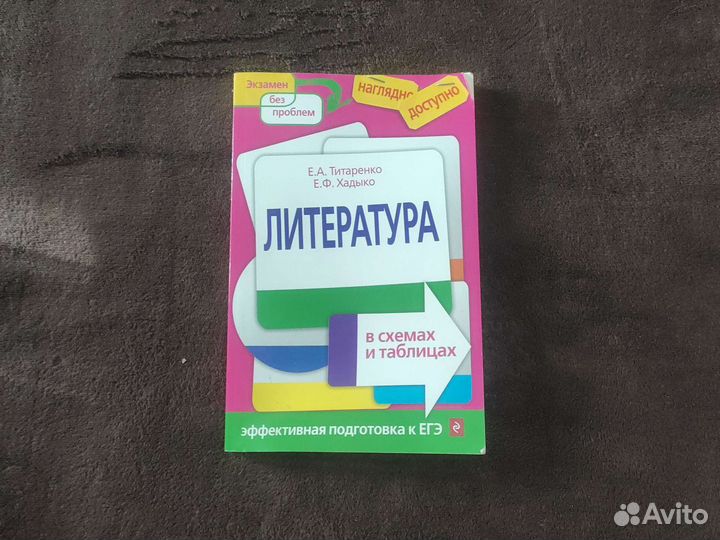 Экзамен
без
проблем
наглядно
доступно
Е.А. Титаренко
Е.Ф. Хадыко
ЛИТЕРАТУРА
в схемах
и таблицах
эффективная подготовка к ЕГЭ
Avito